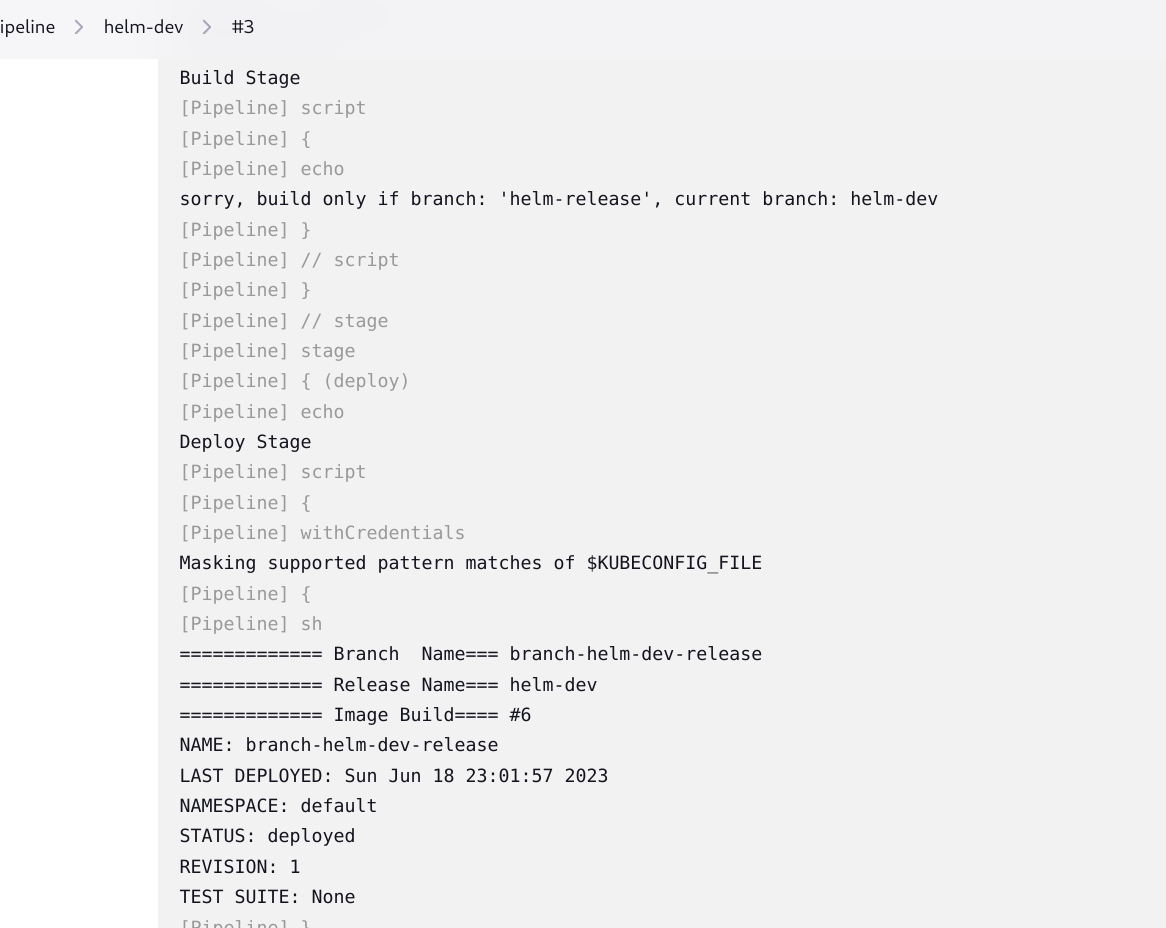 ipeline > helm-dev > #3
Build Stage
[Pipeline] script
[Pipeline] {
[Pipeline] echo
sorry, build only if branch: 'helm-release', current branch: helm-dev
[Pipeline] }
[Pipeline] // script
[Pipeline] }
[Pipeline] // stage
[Pipeline] stage
[Pipeline] { (deploy)
[Pipeline] echo
Deploy Stage
[Pipeline] script
[Pipeline] {
[Pipeline] withCredentials
Masking supported pattern matches of $KUBECONFIG_FILE
[Pipeline] {
[Pipeline] sh
============= Branch  Name=== branch-helm-dev-release
============= Release Name=== helm-dev
============= Image Build==== #6
NAME: branch-helm-dev-release
LAST DEPLOYED: Sun Jun 18 23:01:57 2023
NAMESPACE: default
STATUS: deployed
REVISION: 1
TEST SUITE: None
[Pipeline] }